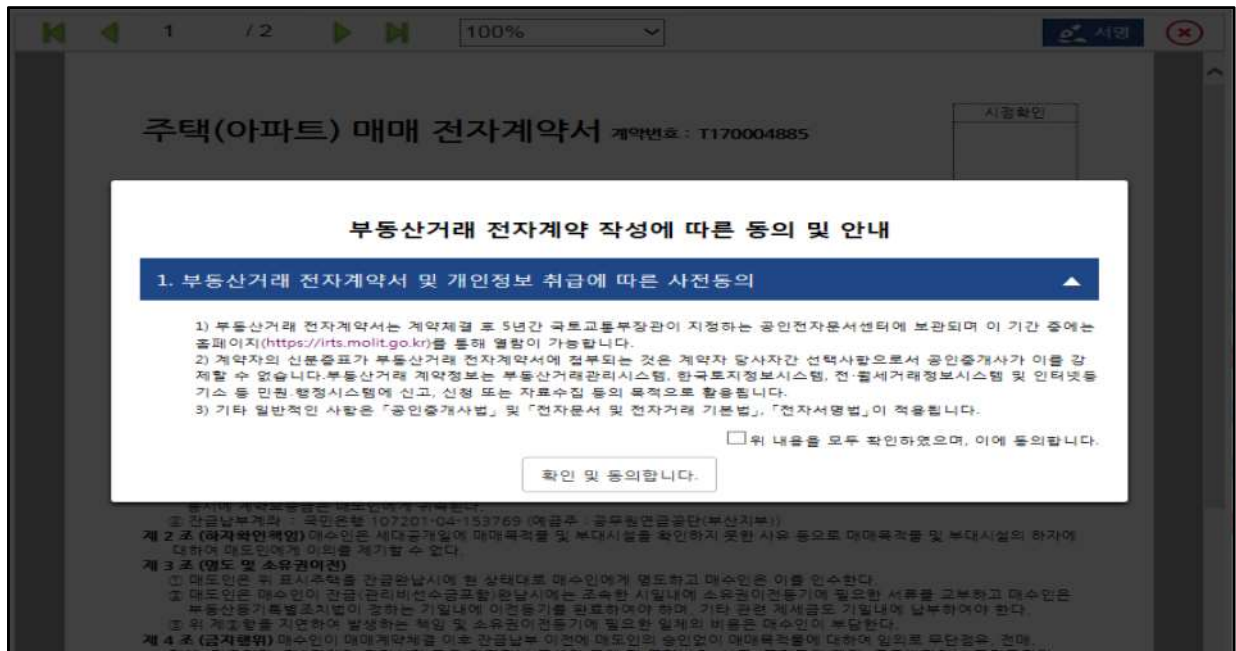 1 / 2 100% 서명
주택(아파트) 매매 전자계약서 계약번호 : T170004885
시정확인
부동산거래 전자계약 작성에 따른 동의 및 안내
1. 부동산거래 전자계약서 및 개인정보 취급에 따른 사전동의
1) 부동산거래 전자계약서는 계약체결 후 5년간 국토교통부장관이 지정하는 공인전자문서센터에 보관되며 이 기간 중에는
홈페이지(https://irts.molit.go.kr)를 통해 열람이 가능합니다.
2) 계약자의 신분증표가 부동산거래 전자계약서에 첨부되는 것은 계약자 당사자간 선택사항으로서 공인중개사가 이를 강
제할 수 없습니다.부동산거래 계약정보는 부동산거래관리시스템, 한국토지정보시스템, 전·월세거래정보시스템 및 인터넷등
기소 등 민원·행정시스템에 신고, 신청 또는 자료수집 등의 목적으로 활용됩니다.
3) 기타 일반적인 사항은 「공인중개사법」 및 「전자문서 및 전자거래 기본법」, 「전자서명법」이 적용됩니다.
위 내용을 모두 확인하였으며, 이에 동의합니다.
확인 및 동의합니다.
동시에 계약보증금은 매도인에게 귀속된다.
② 잔금납부계좌 : 국민은행 107201-04-153769 (예금주 : 공무원연금공단(부산지부))
제 2 조 (하자확인책임) 매수인은 세대공개일에 매매목적물 및 부대시설을 확인하지 못한 사유 등으로 매매목적물 및 부대시설의 하자에
대하여 매도인에게 이의를 제기할 수 없다.
제 3 조 (명도 및 소유권이전)
① 매도인은 위 표시주택을 잔금완납시에 현 상태대로 매수인에게 명도하고 매수인은 이를 인수한다.
② 매도인은 매수인이 잔금(관리비선수금포함)완납시에는 조속한 시일내에 소유권이전등기에 필요한 서류를 교부하고 매수인은
부동산등기특별조치법이 정하는 기일내에 이전등기를 완료하여야 하며, 기타 관련 제세금도 기일내에 납부하여야 한다.
③ 위 제②항을 지연하여 발생하는 책임 및 소유권이전등기에 필요한 일체의 비용은 매수인이 부담한다.
제 4 조 (금지행위) 매수인이 매매계약체결 이후 잔금납부 이전에 매도인의 승인없이 매매목적물에 대하여 임의로 무단점유, 전매,